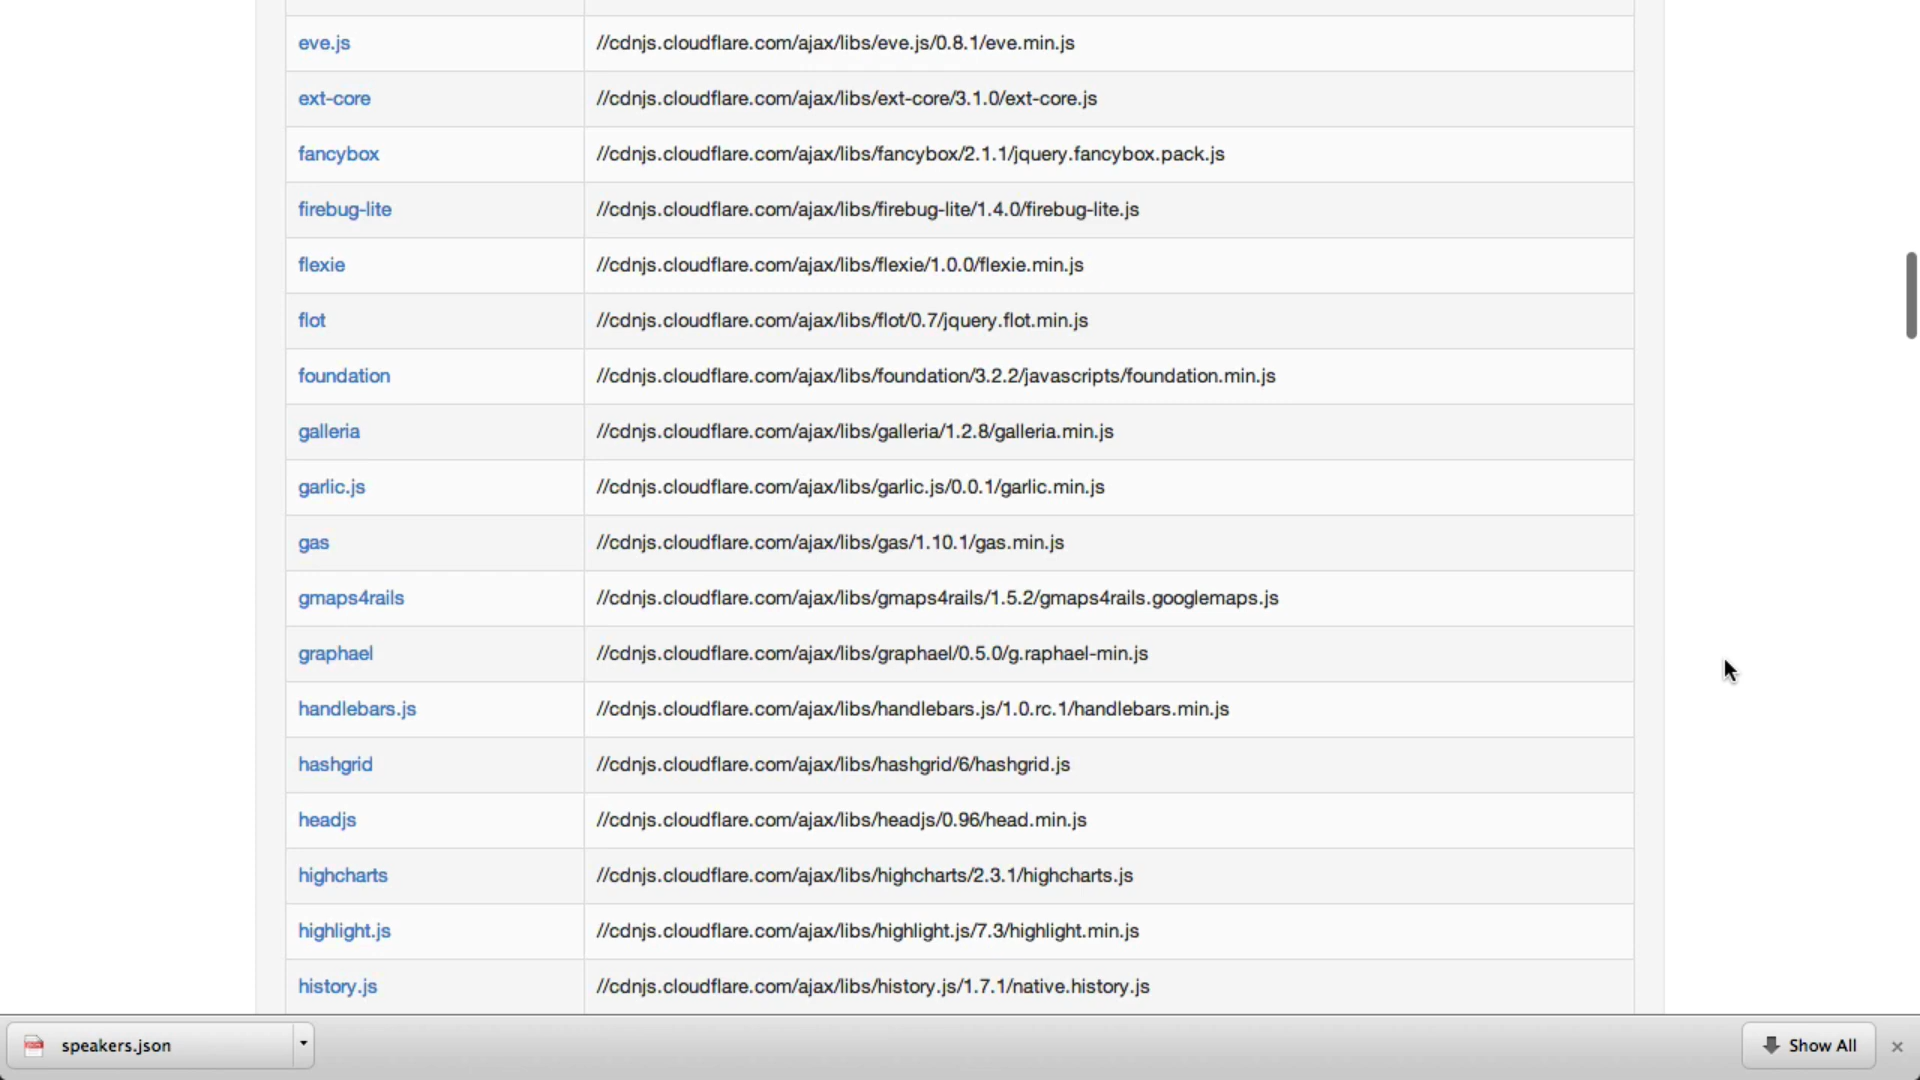 eve.js //cdnjs.cloudflare.com/ajax/libs/eve.js/0.8.1/eve.min.js
ext-core //cdnjs.cloudflare.com/ajax/libs/ext-core/3.1.0/ext-core.js
fancybox //cdnjs.cloudflare.com/ajax/libs/fancybox/2.1.1/jquery.fancybox.pack.js
firebug-lite //cdnjs.cloudflare.com/ajax/libs/firebug-lite/1.4.0/firebug-lite.js
flexie //cdnjs.cloudflare.com/ajax/libs/flexie/1.0.0/flexie.min.js
flot //cdnjs.cloudflare.com/ajax/libs/flot/0.7/jquery.flot.min.js
foundation //cdnjs.cloudflare.com/ajax/libs/foundation/3.2.2/javascripts/foundation.min.js
galleria //cdnjs.cloudflare.com/ajax/libs/galleria/1.2.8/galleria.min.js
garlic.js //cdnjs.cloudflare.com/ajax/libs/garlic.js/0.0.1/garlic.min.js
gas //cdnjs.cloudflare.com/ajax/libs/gas/1.10.1/gas.min.js
gmaps4rails //cdnjs.cloudflare.com/ajax/libs/gmaps4rails/1.5.2/gmaps4rails.googlemaps.js
graphael //cdnjs.cloudflare.com/ajax/libs/graphael/0.5.0/g.raphael-min.js
handlebars.js //cdnjs.cloudflare.com/ajax/libs/handlebars.js/1.0.rc.1/handlebars.min.js
hashgrid //cdnjs.cloudflare.com/ajax/libs/hashgrid/6/hashgrid.js
headjs //cdnjs.cloudflare.com/ajax/libs/headjs/0.96/head.min.js
highcharts //cdnjs.cloudflare.com/ajax/libs/highcharts/2.3.1/highcharts.js
highlight.js //cdnjs.cloudflare.com/ajax/libs/highlight.js/7.3/highlight.min.js
history.js //cdnjs.cloudflare.com/ajax/libs/history.js/1.7.1/native.history.js
speakers.json Show All